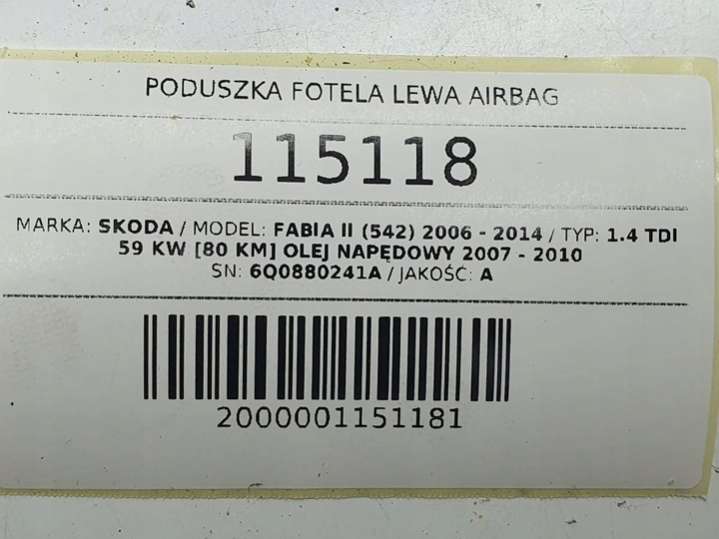 PODUSZKA FOTELA LEWA AIRBAG
115118
MARKA: SKODA / MODEL: FABIA II (542) 2006 - 2014 / TYP: 1.4 TDI
59 KW [80 KM] OLEJ NAPĘDOWY 2007 - 2010
SN: 6Q0880241A / JAKOŚĆ: A
2000001151181